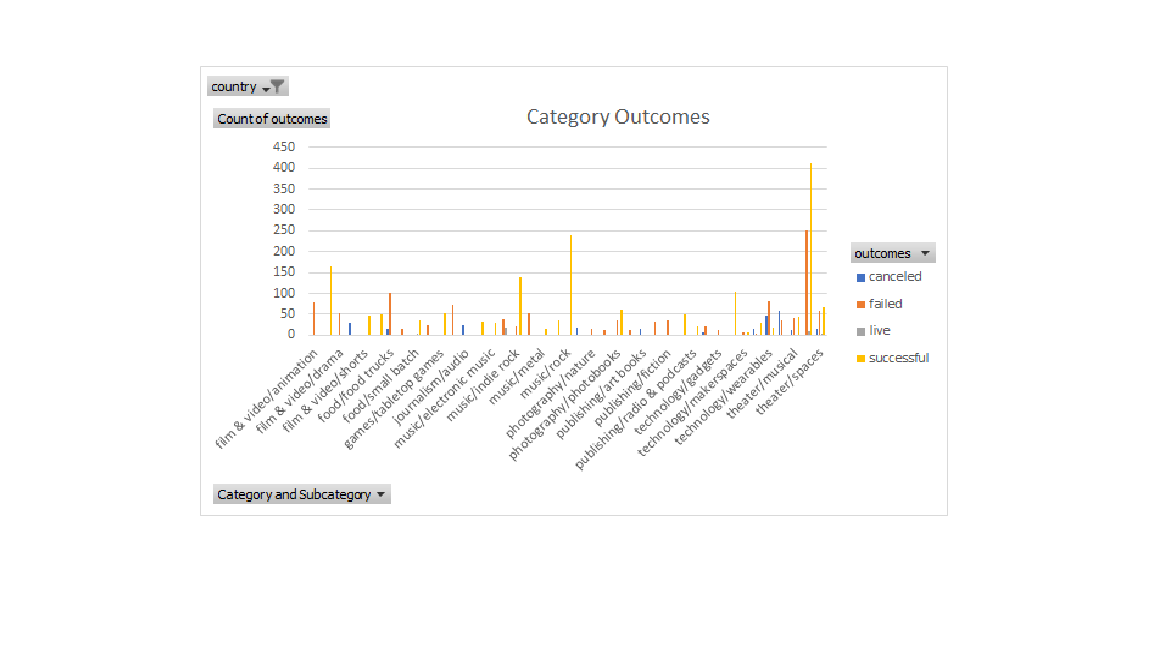 country
Count of outcomes
Category Outcomes
450
400
350
300
250
200
150
100
50
0
film & video/animation
film & video/drama
film & video/shorts
food/food trucks
food/small batch
games/tabletop games
journalism/audio
music/electronic music
music/indie rock
music/metal
music/rock
photography/nature
photography/photobooks
publishing/art books
publishing/fiction
publishing/radio & podcasts
technology/gadgets
technology/makerspaces
technology/wearables
theater/musical
theater/spaces
outcomes
canceled
failed
live
successful
Category and Subcategory